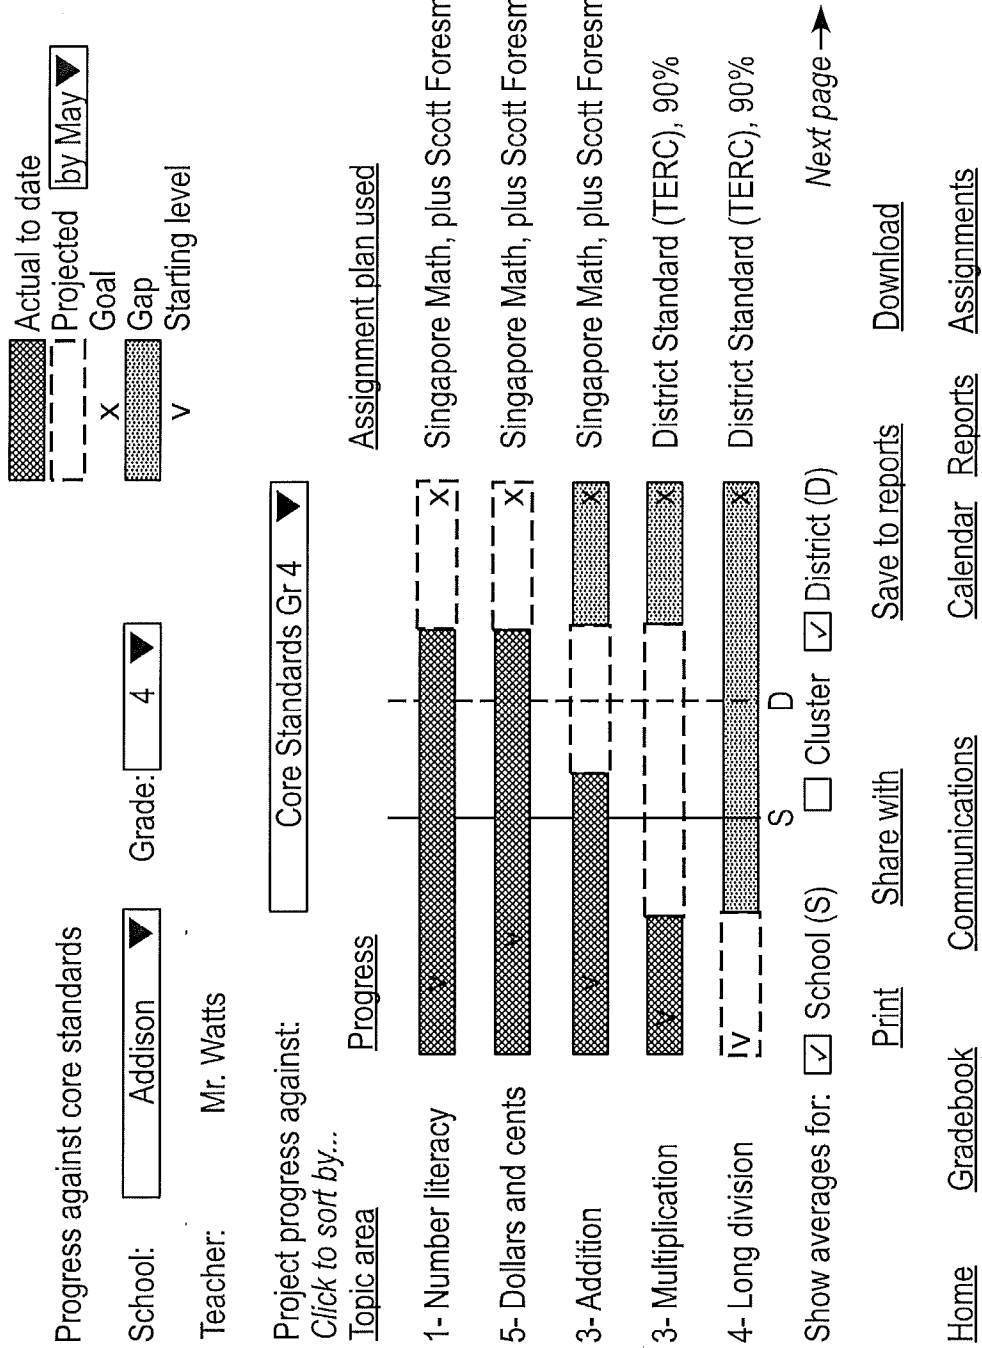 Progress against core standards
School: Addison ▼ Grade: 4 ▼
Teacher: Mr. Watts
Actual to date
Projected by May ▼
X Goal
Gap
v Starting level
Project progress against: Core Standards Gr 4 ▼
Click to sort by...
Topic area Progress Assignment plan used
1- Number literacy v X Singapore Math, plus Scott Foresm
5- Dollars and cents v X Singapore Math, plus Scott Foresm
3- Addition v X Singapore Math, plus Scott Foresm
3- Multiplication v X District Standard (TERC), 90%
4- Long division v X District Standard (TERC), 90%
S D
Show averages for: ☑ School (S) ☐ Cluster ☑ District (D) Next page →
Print Share with Save to reports Download
Home Gradebook Communications Calendar Reports Assignments